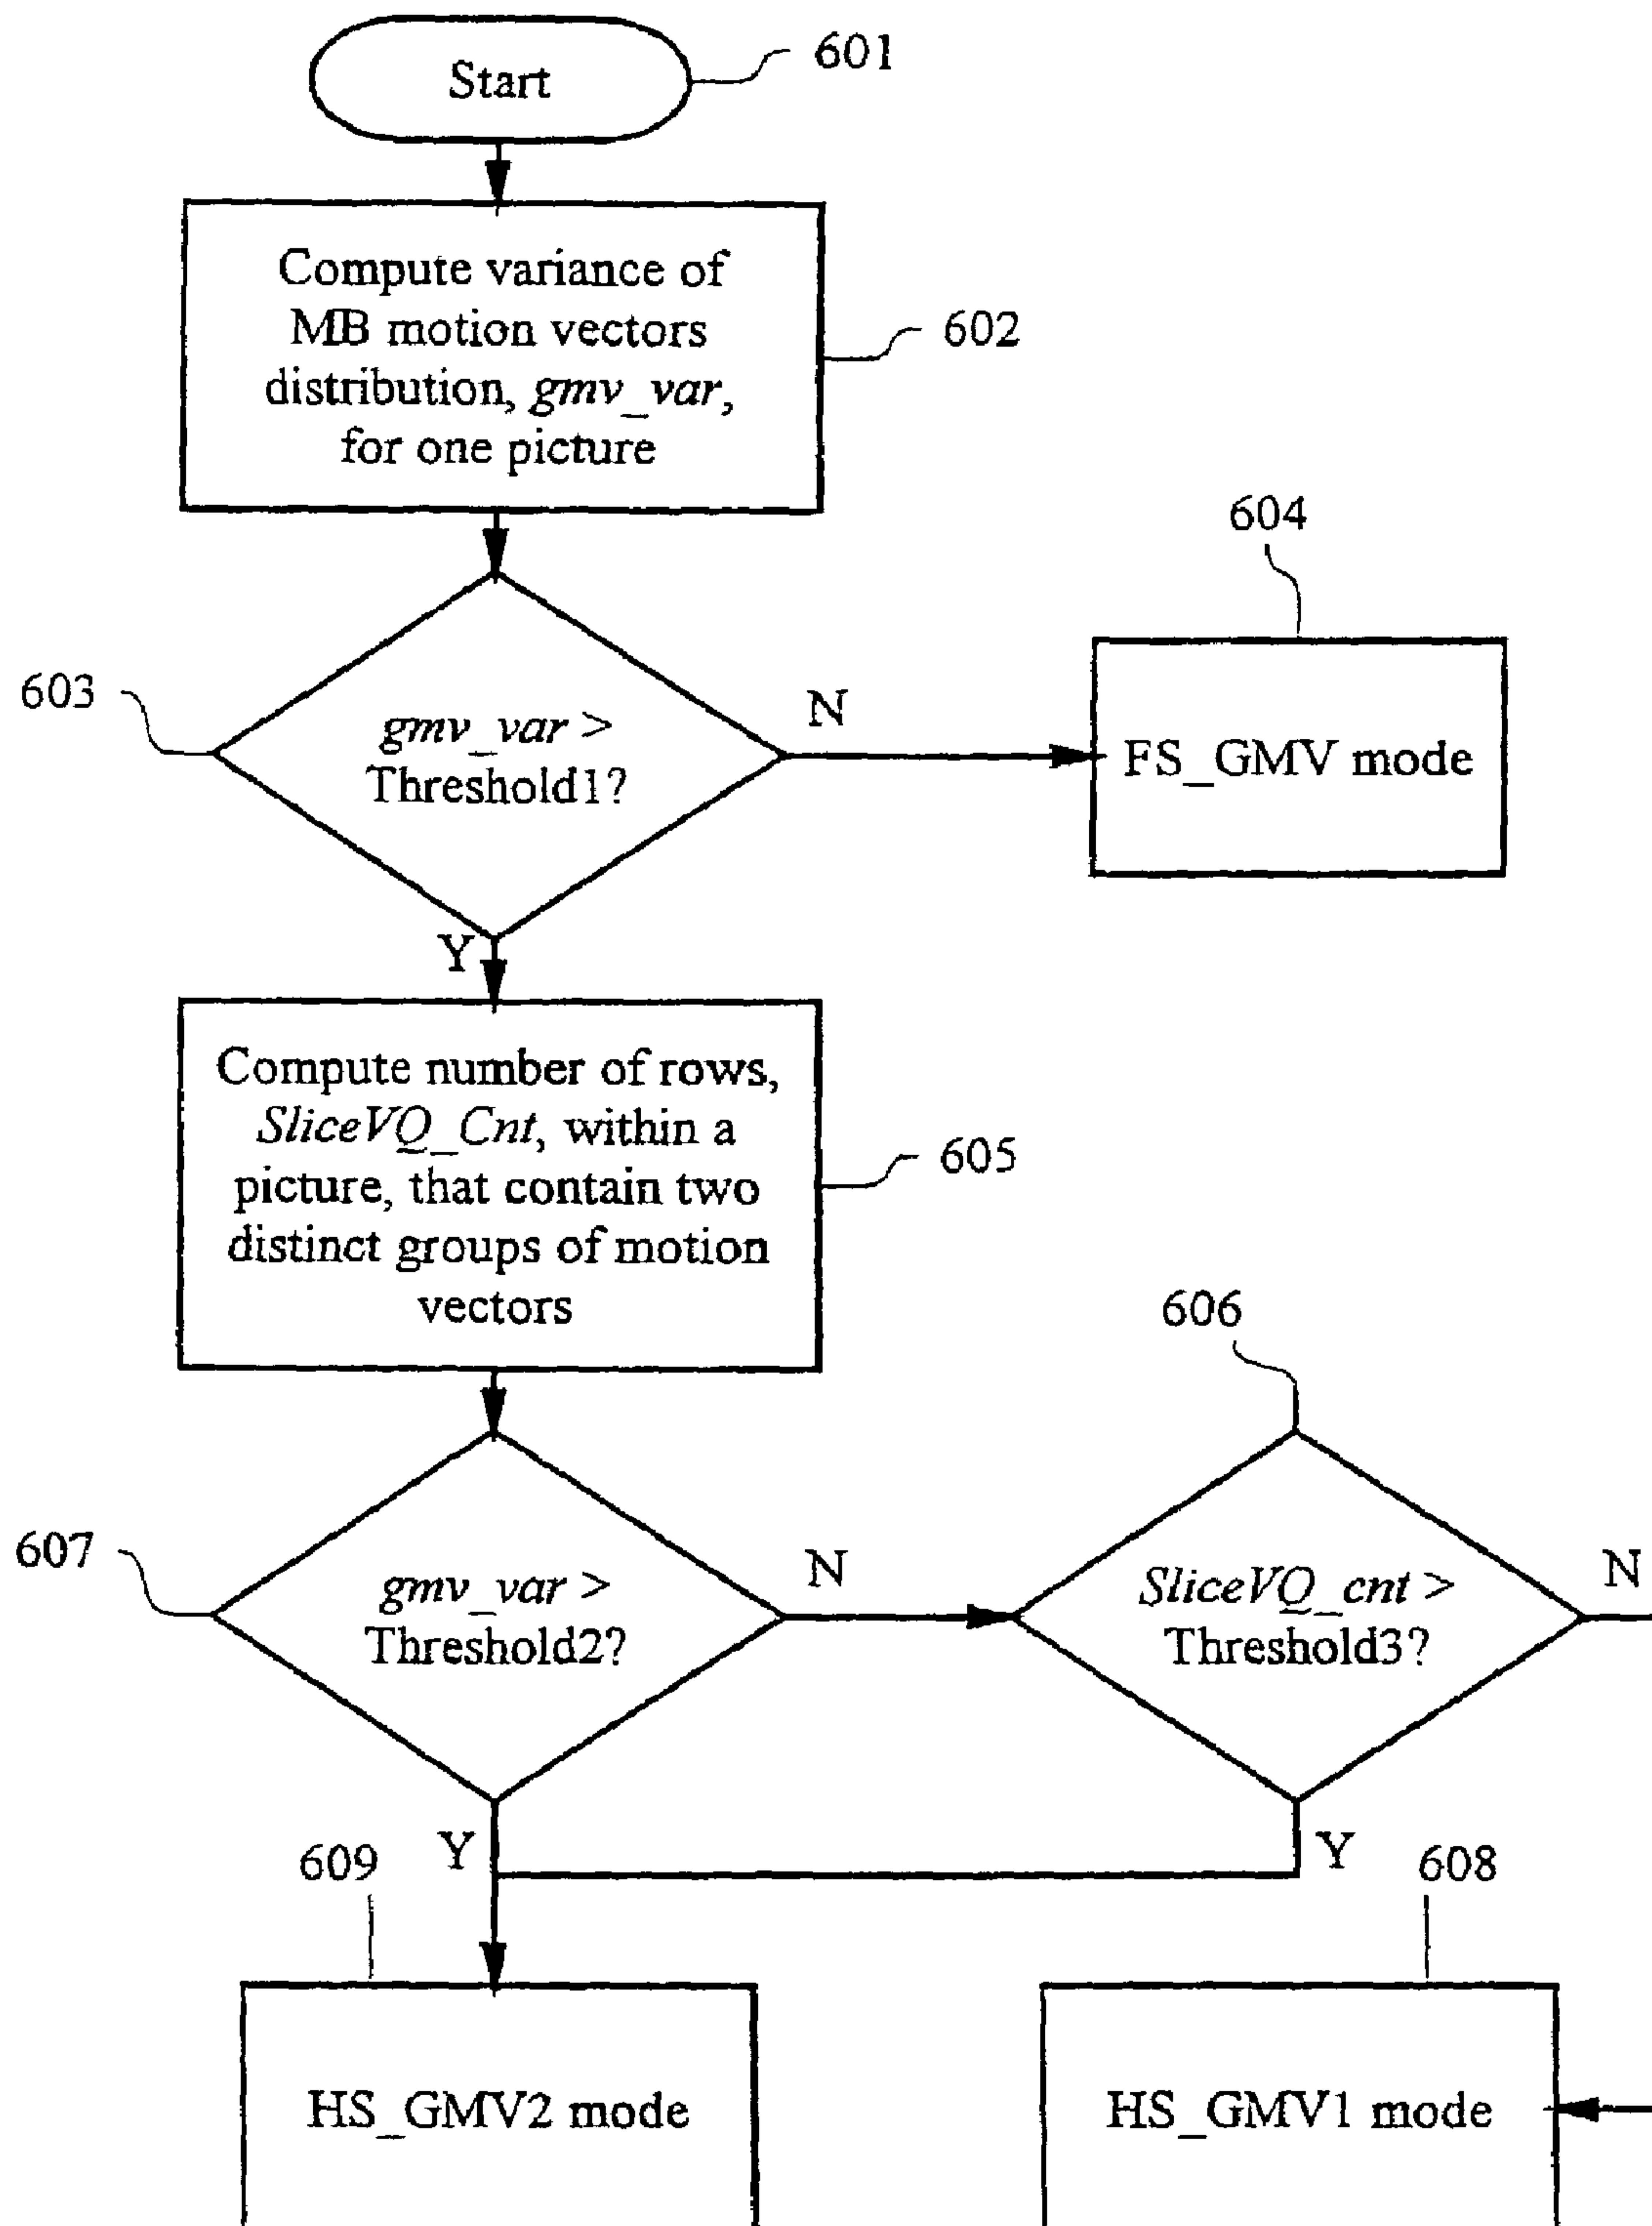 Start
601
Compute variance of
MB motion vectors
distribution, gmv_var,
for one picture
602
604
603
gmv_var >
Threshold1?
N
FS_GMV mode
Y
Compute number of rows,
SliceVQ_Cnt, within a
picture, that contain two
distinct groups of motion
vectors
605
606
607
gmv_var >
Threshold2?
N
SliceVQ_cnt >
Threshold3?
N
Y
Y
609
608
HS_GMV2 mode
HS_GMV1 mode